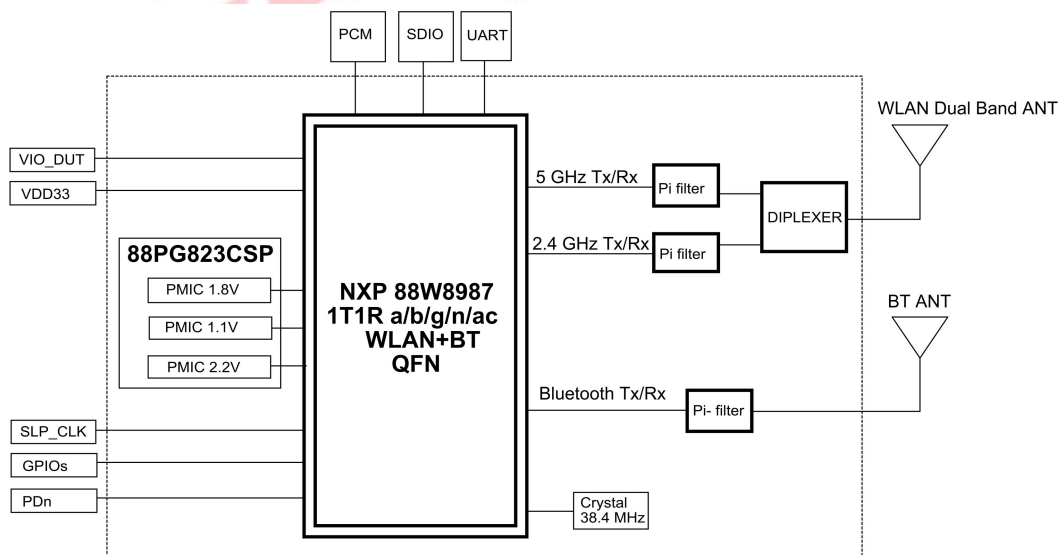 PCM
SDIO
UART
WLAN Dual Band ANT
VIO_DUT
VDD33
5 GHz Tx/Rx
Pi filter
DIPLEXER
2.4 GHz Tx/Rx
Pi filter
88PG823CSP
PMIC 1.8V
PMIC 1.1V
PMIC 2.2V
NXP 88W8987
1T1R a/b/g/n/ac
WLAN+BT
QFN
BT ANT
Bluetooth Tx/Rx
Pi- filter
SLP_CLK
GPIOs
PDn
Crystal
38.4 MHz